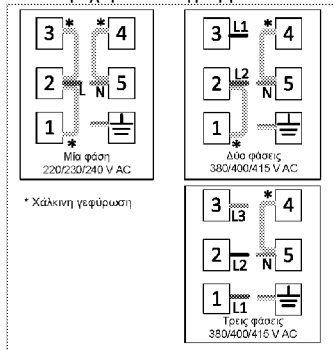 3 * * 4
2 L N 5
1
Μία φάση
220/230/240 V AC
3 L1 * 4
2 L2 N 5
1 *
Δύο φάσεις
380/400/415 V AC
* Χάλκινη γεφύρωση
3 L3 * 4
2 L2 N 5
1 L1
Τρεις φάσεις
380/400/415 V AC